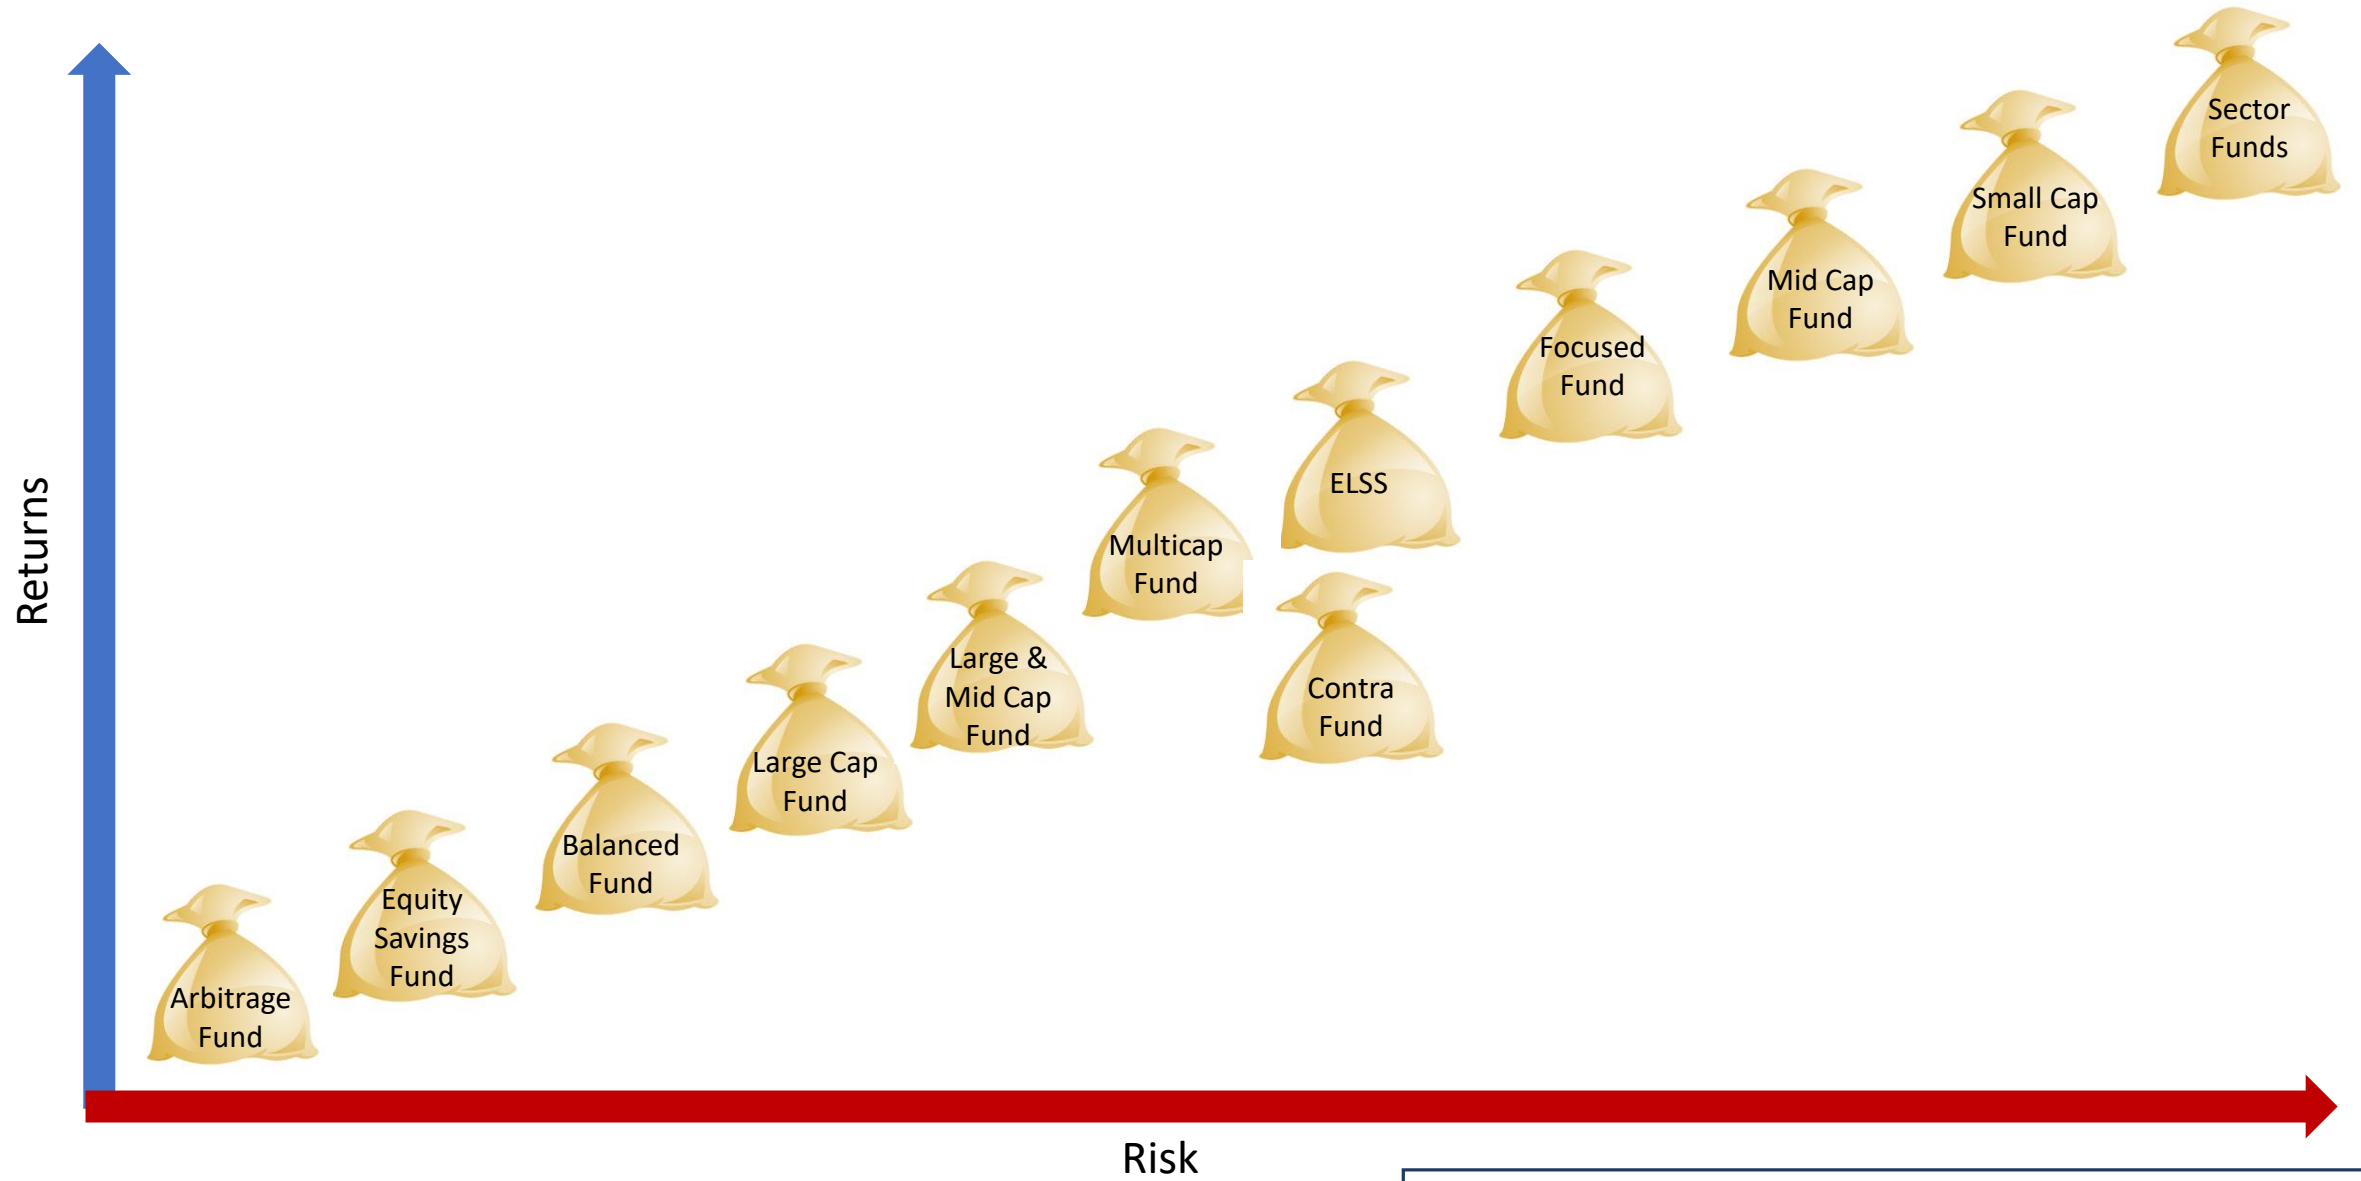 Sector
Funds
Small Cap
Fund
Mid Cap
Fund
Focused
Fund
ELSS
Multicap
Fund
Contra
Fund
Large &
Mid Cap
Fund
Large Cap
Fund
Balanced
Fund
Equity
Savings
Fund
Arbitrage
Fund
Returns
Risk